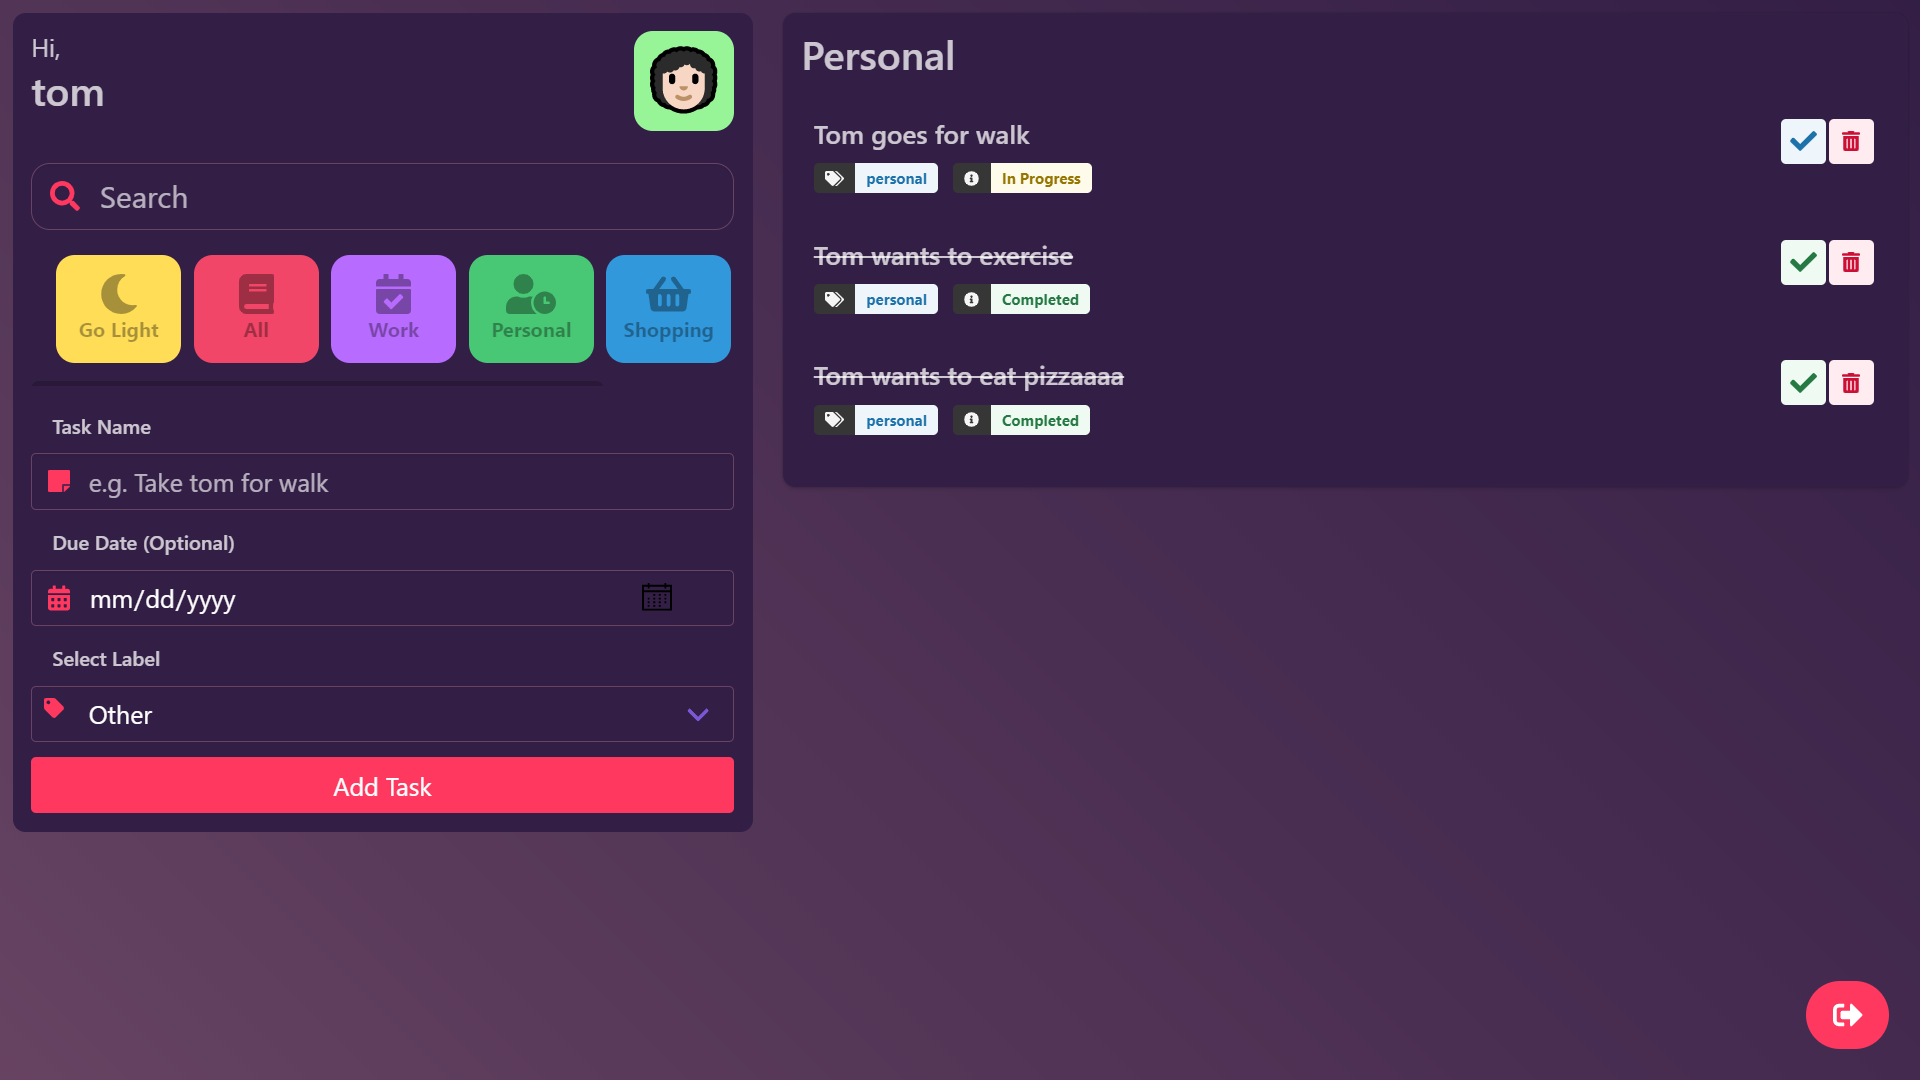 Hi,
tom
Search
Go Light
All
Work
Personal
Shopping
Task Name
e.g. Take tom for walk
Due Date (Optional)
mm/dd/yyyy
Select Label
Other
Add Task
Personal
Tom goes for walk
personal In Progress
Tom wants to exercise
personal Completed
Tom wants to eat pizzaaaa
personal Completed